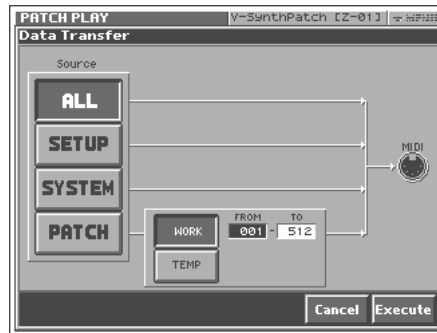 PATCH PLAY V-SynthPatch [Z-01]
Data Transfer
Source
ALL
SETUP
MIDI
SYSTEM
FROM TO
PATCH WORK 001 - 512
TEMP
Cancel Execute